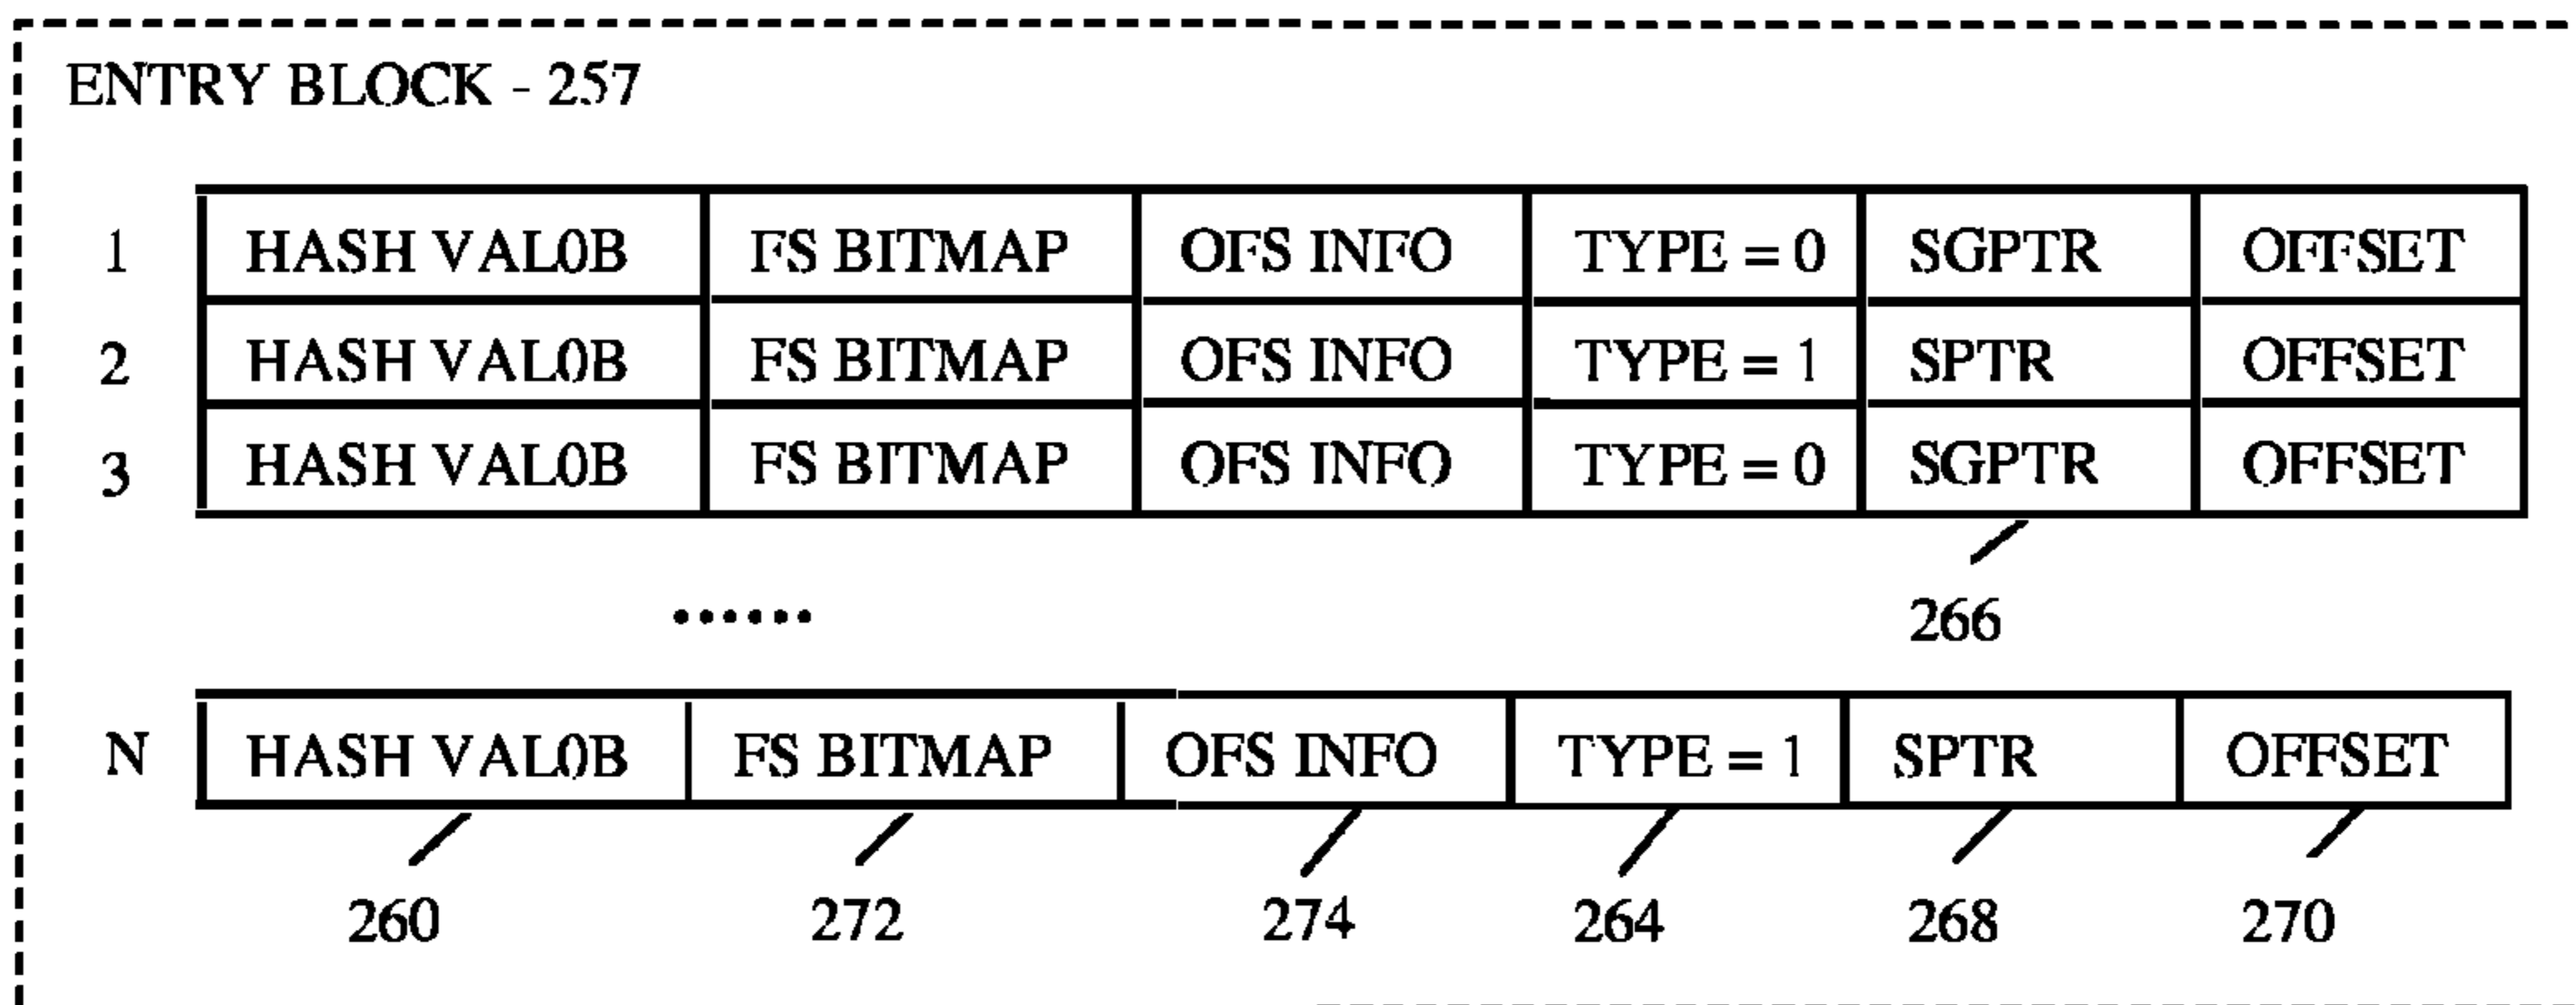 ENTRY BLOCK - 257
1 HASH VAL0B FS BITMAP OFS INFO TYPE = 0 SGPTR OFFSET
2 HASH VAL0B FS BITMAP OFS INFO TYPE = 1 SPTR OFFSET
3 HASH VAL0B FS BITMAP OFS INFO TYPE = 0 SGPTR OFFSET
266
......
N HASH VAL0B FS BITMAP OFS INFO TYPE = 1 SPTR OFFSET
260 272 274 264 268 270